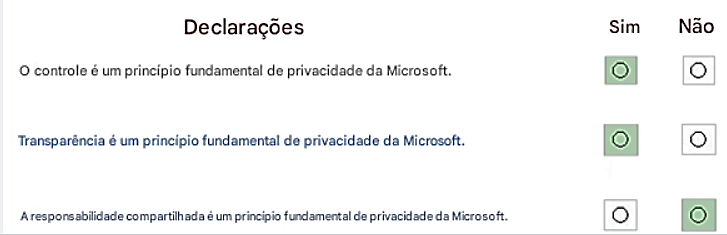 Declarações Sim Não
O controle é um princípio fundamental de privacidade da Microsoft.
Transparência é um princípio fundamental de privacidade da Microsoft.
A responsabilidade compartilhada é um princípio fundamental de privacidade da Microsoft.